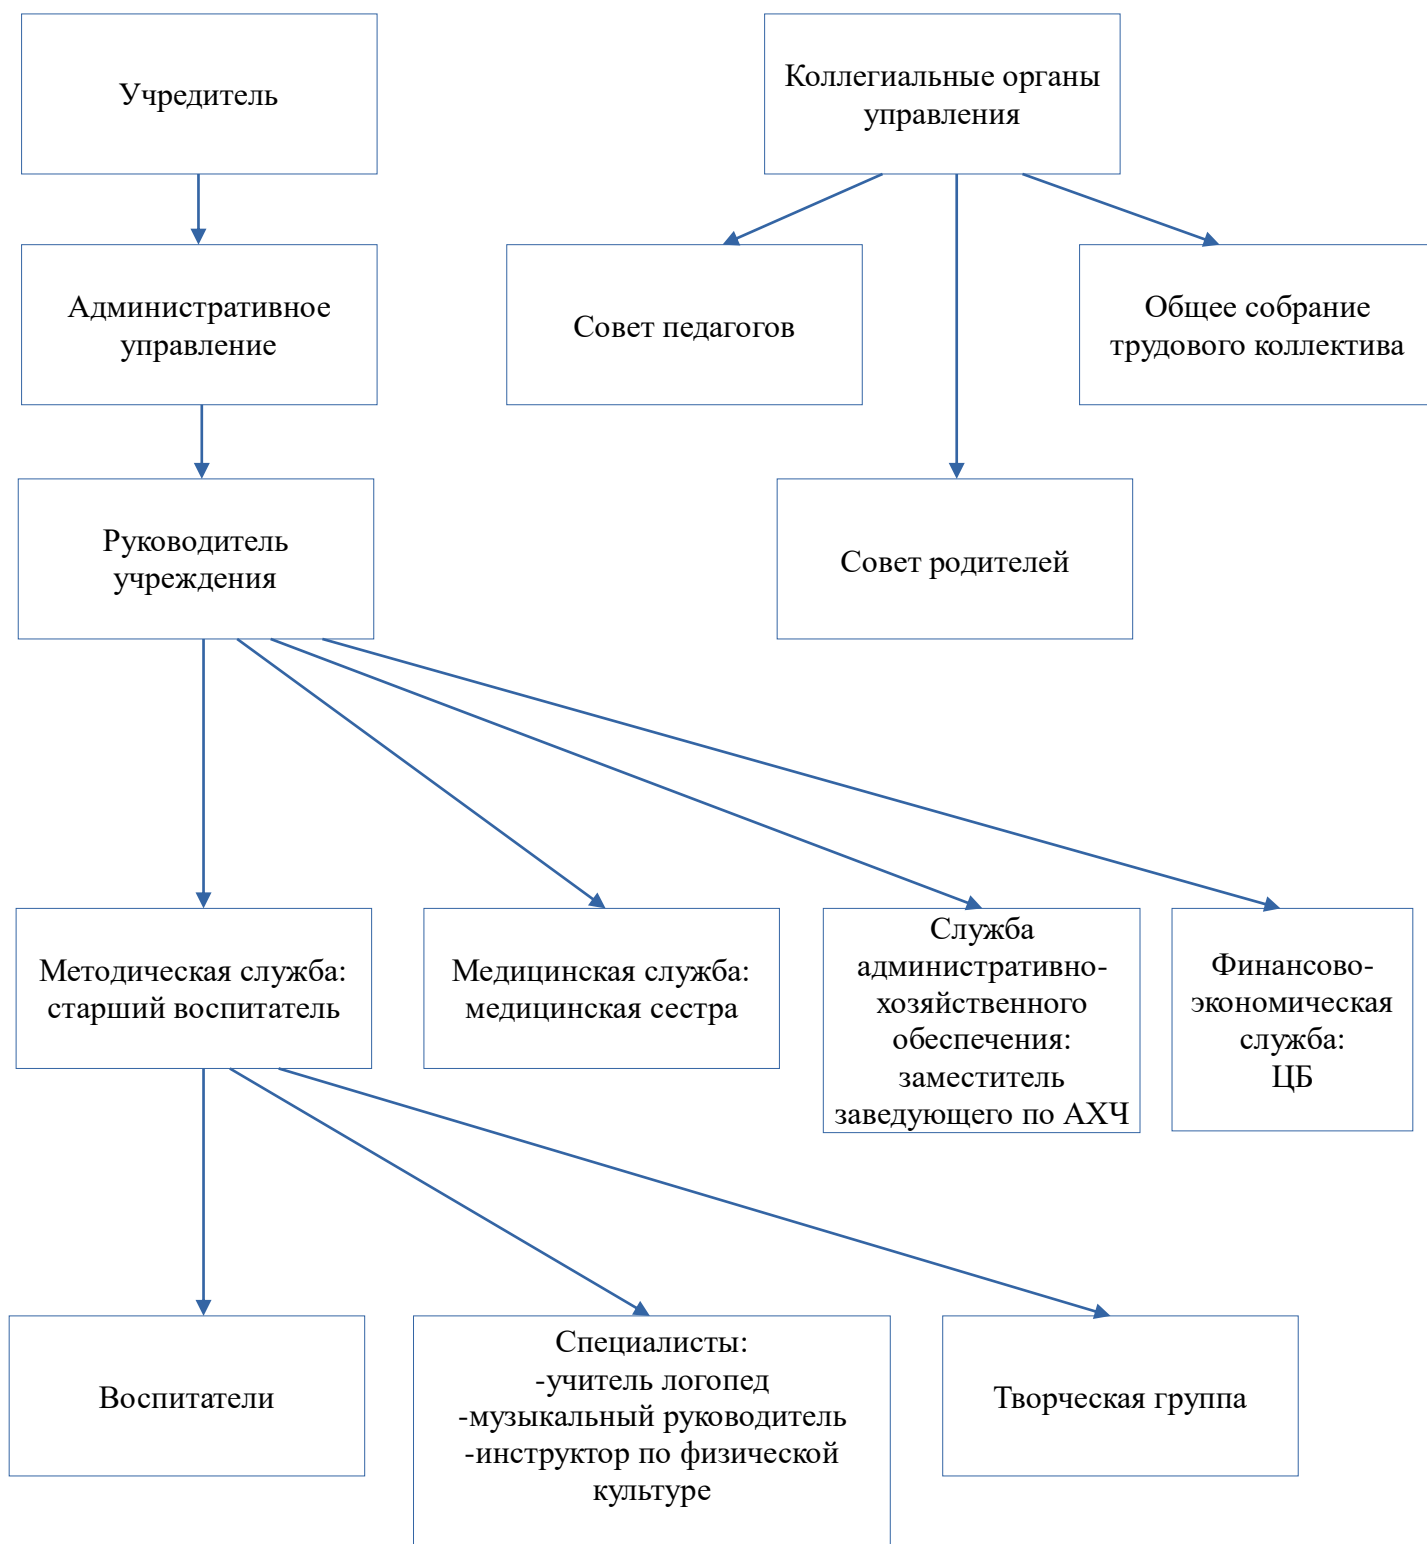 Учредитель
Коллегиальные органы
управления
Административное
управление
Совет педагогов
Общее собрание
трудового коллектива
Руководитель
учреждения
Совет родителей
Методическая служба:
старший воспитатель
Медицинская служба:
медицинская сестра
Служба
административно-
хозяйственного
обеспечения:
заместитель
заведующего по АХЧ
Финансово-
экономическая
служба:
ЦБ
Воспитатели
Специалисты:
-учитель логопед
-музыкальный руководитель
-инструктор по физической
культуре
Творческая группа